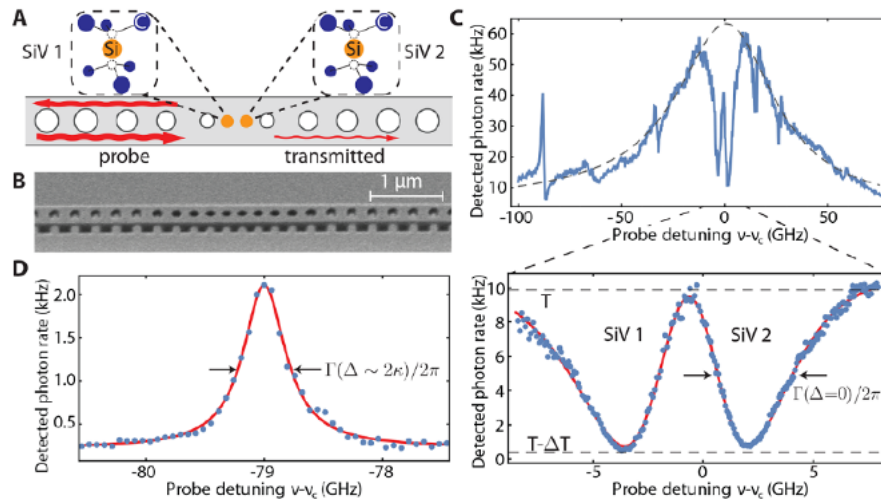 A
SiV 1
C
Si
C
Si
SiV 2
probe
transmitted
B
1 μm
C
Detected photon rate (kHz)
60
50
40
30
20
10
-100
-50
0
50
Probe detuning ν-νc (GHz)
D
Detected photon rate (kHz)
2.0
1.5
1.0
0.5
Γ(Δ ∼ 2κ)/2π
-80
-79
-78
Probe detuning ν-νc (GHz)
Detected photon rate (kHz)
10
8
6
4
2
0
T
SiV 1
SiV 2
Γ(Δ=0)/2π
T-ΔT
-5
0
5
Probe detuning ν-νc (GHz)